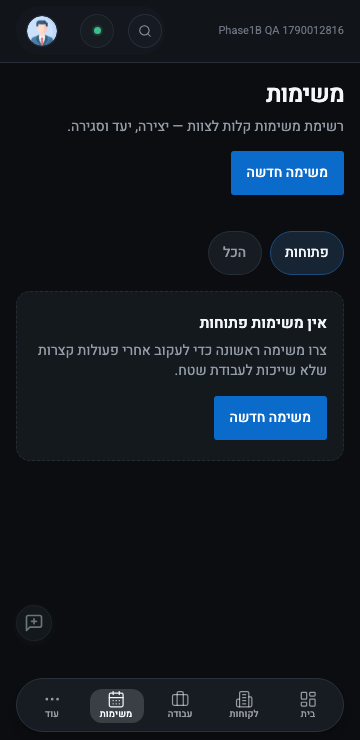 Phase1B QA 1790012816
משימות
רשימת משימות קלות לצוות — יצירה, יעד וסגירה.
משימה חדשה
פתוחות
הכל
אין משימות פתוחות
צרו משימה ראשונה כדי לעקוב אחרי פעולות קצרות
שלא שייכות לעבודת שטח.
משימה חדשה
בית
לקוחות
עבודה
משימות
עוד